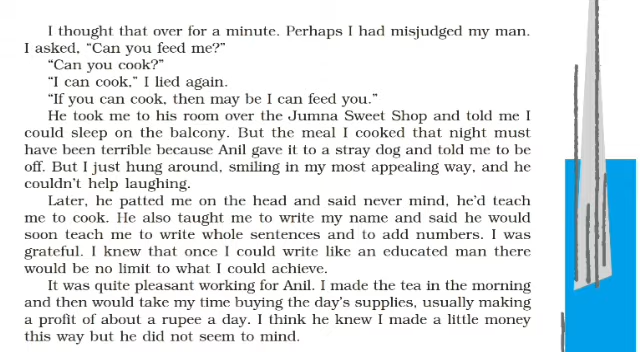 I thought that over for a minute. Perhaps I had misjudged my man.
I asked, “Can you feed me?”
“Can you cook?”
“I can cook,” I lied again.
“If you can cook, then may be I can feed you.”
He took me to his room over the Jumna Sweet Shop and told me I
could sleep on the balcony. But the meal I cooked that night must
have been terrible because Anil gave it to a stray dog and told me to be
off. But I just hung around, smiling in my most appealing way, and he
couldn’t help laughing.
Later, he patted me on the head and said never mind, he’d teach
me to cook. He also taught me to write my name and said he would
soon teach me to write whole sentences and to add numbers. I was
grateful. I knew that once I could write like an educated man there
would be no limit to what I could achieve.
It was quite pleasant working for Anil. I made the tea in the morning
and then would take my time buying the day’s supplies, usually making
a profit of about a rupee a day. I think he knew I made a little money
this way but he did not seem to mind.